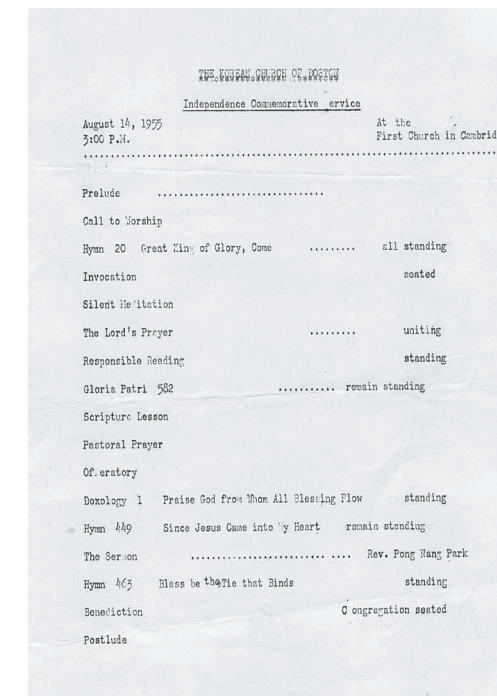 THE KOREAN CHURCH OF BOSTON
Independence Commemorative ervice
August 14, 1955 At the
3:00 P.M. First Church in Cambrid
Prelude ..............................
Call to Worship
Hymn 20 Great King of Glory, Come ......... all standing
Invocation seated
Silent Me itation
The Lord's Prayer ......... uniting
Responsible Reading standing
Gloria Patri 582 ........... remain standing
Scripture Lesson
Pastoral Prayer
Of eratory
Doxology 1 Praise God from Whom All Blessing Flow standing
Hymn 449 Since Jesus Came into My Heart remain standing
The Sermon ........................ .... Rev. Pong Nang Park
Hymn 463 Bless be the Tie that Binds standing
Benediction C ongregation seated
Postlude